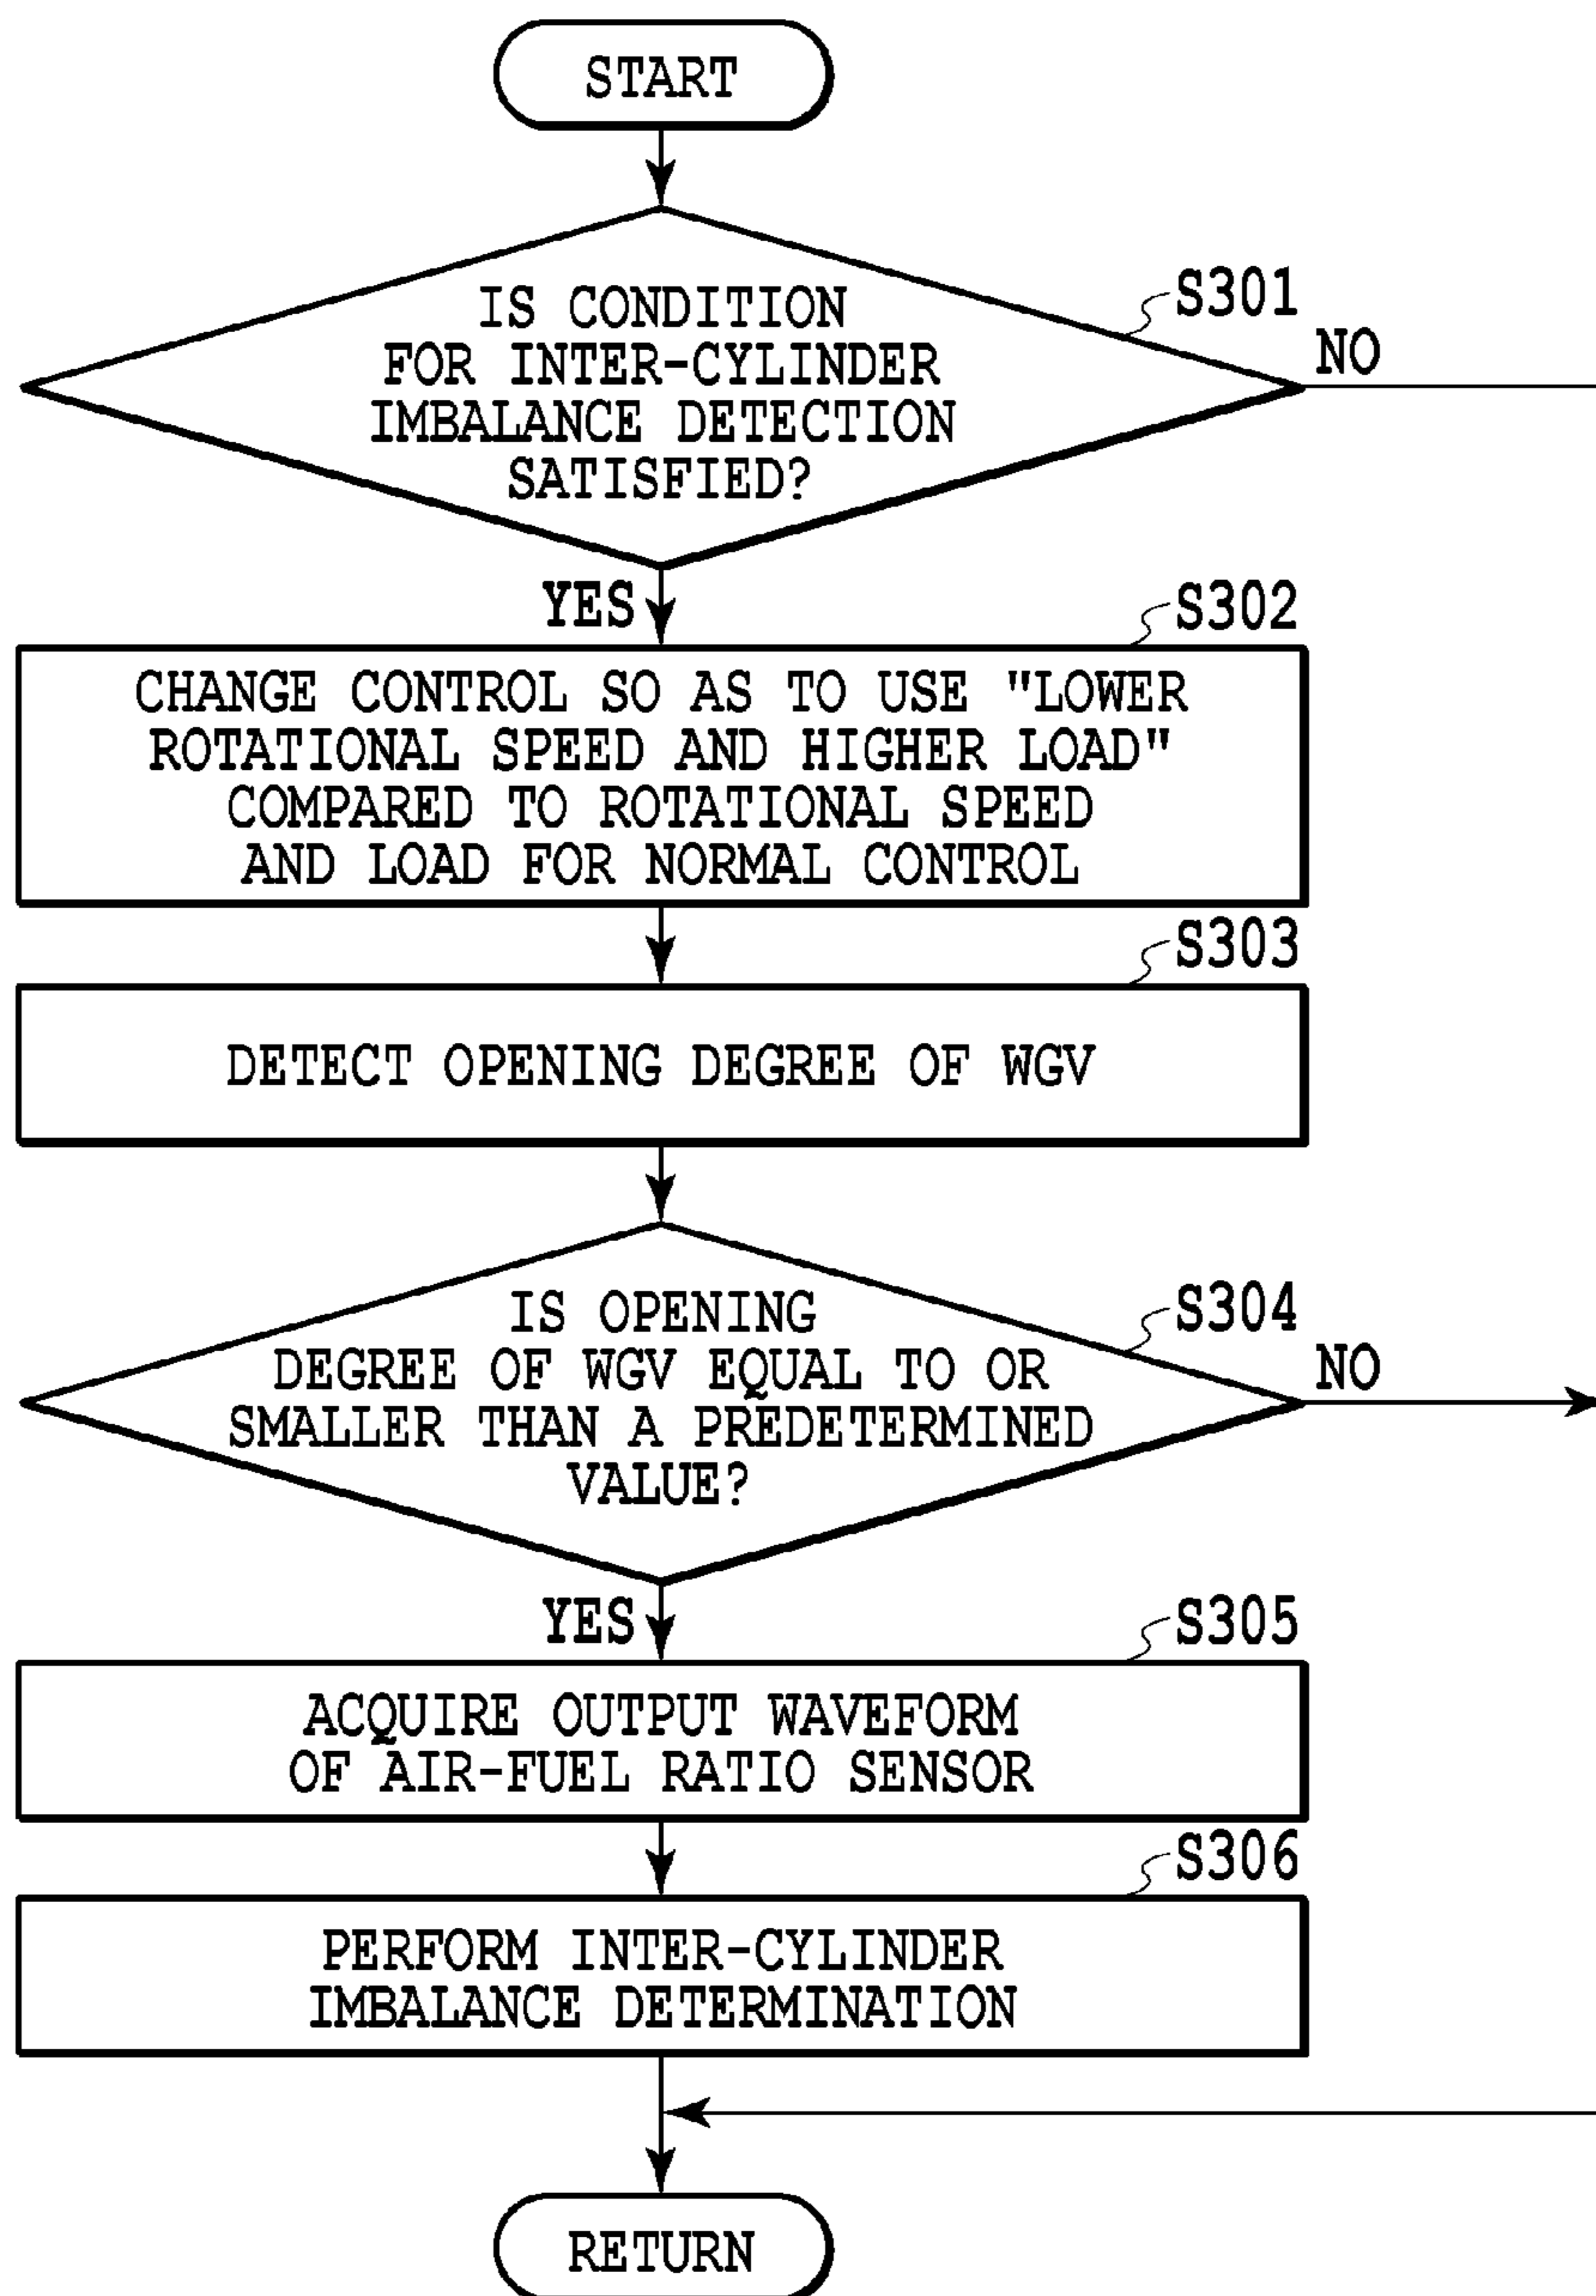 START
S301
IS CONDITION
FOR INTER-CYLINDER
IMBALANCE DETECTION
SATISFIED?
NO
YES
S302
CHANGE CONTROL SO AS TO USE "LOWER
ROTATIONAL SPEED AND HIGHER LOAD"
COMPARED TO ROTATIONAL SPEED
AND LOAD FOR NORMAL CONTROL
S303
DETECT OPENING DEGREE OF WGV
S304
IS OPENING
DEGREE OF WGV EQUAL TO OR
SMALLER THAN A PREDETERMINED
VALUE?
NO
YES
S305
ACQUIRE OUTPUT WAVEFORM
OF AIR-FUEL RATIO SENSOR
S306
PERFORM INTER-CYLINDER
IMBALANCE DETERMINATION
RETURN